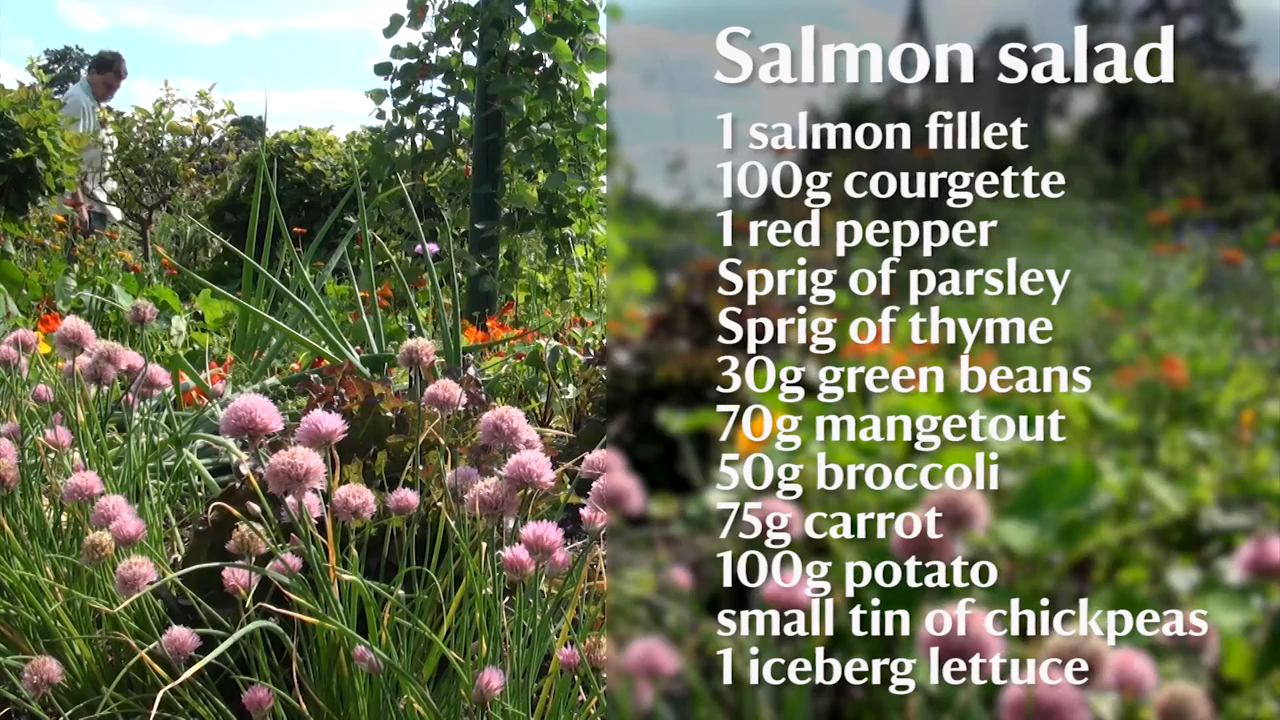 Salmon salad
1 salmon fillet
100g courgette
1 red pepper
Sprig of parsley
Sprig of thyme
30g green beans
70g mangetout
50g broccoli
75g carrot
100g potato
small tin of chickpeas
1 iceberg lettuce